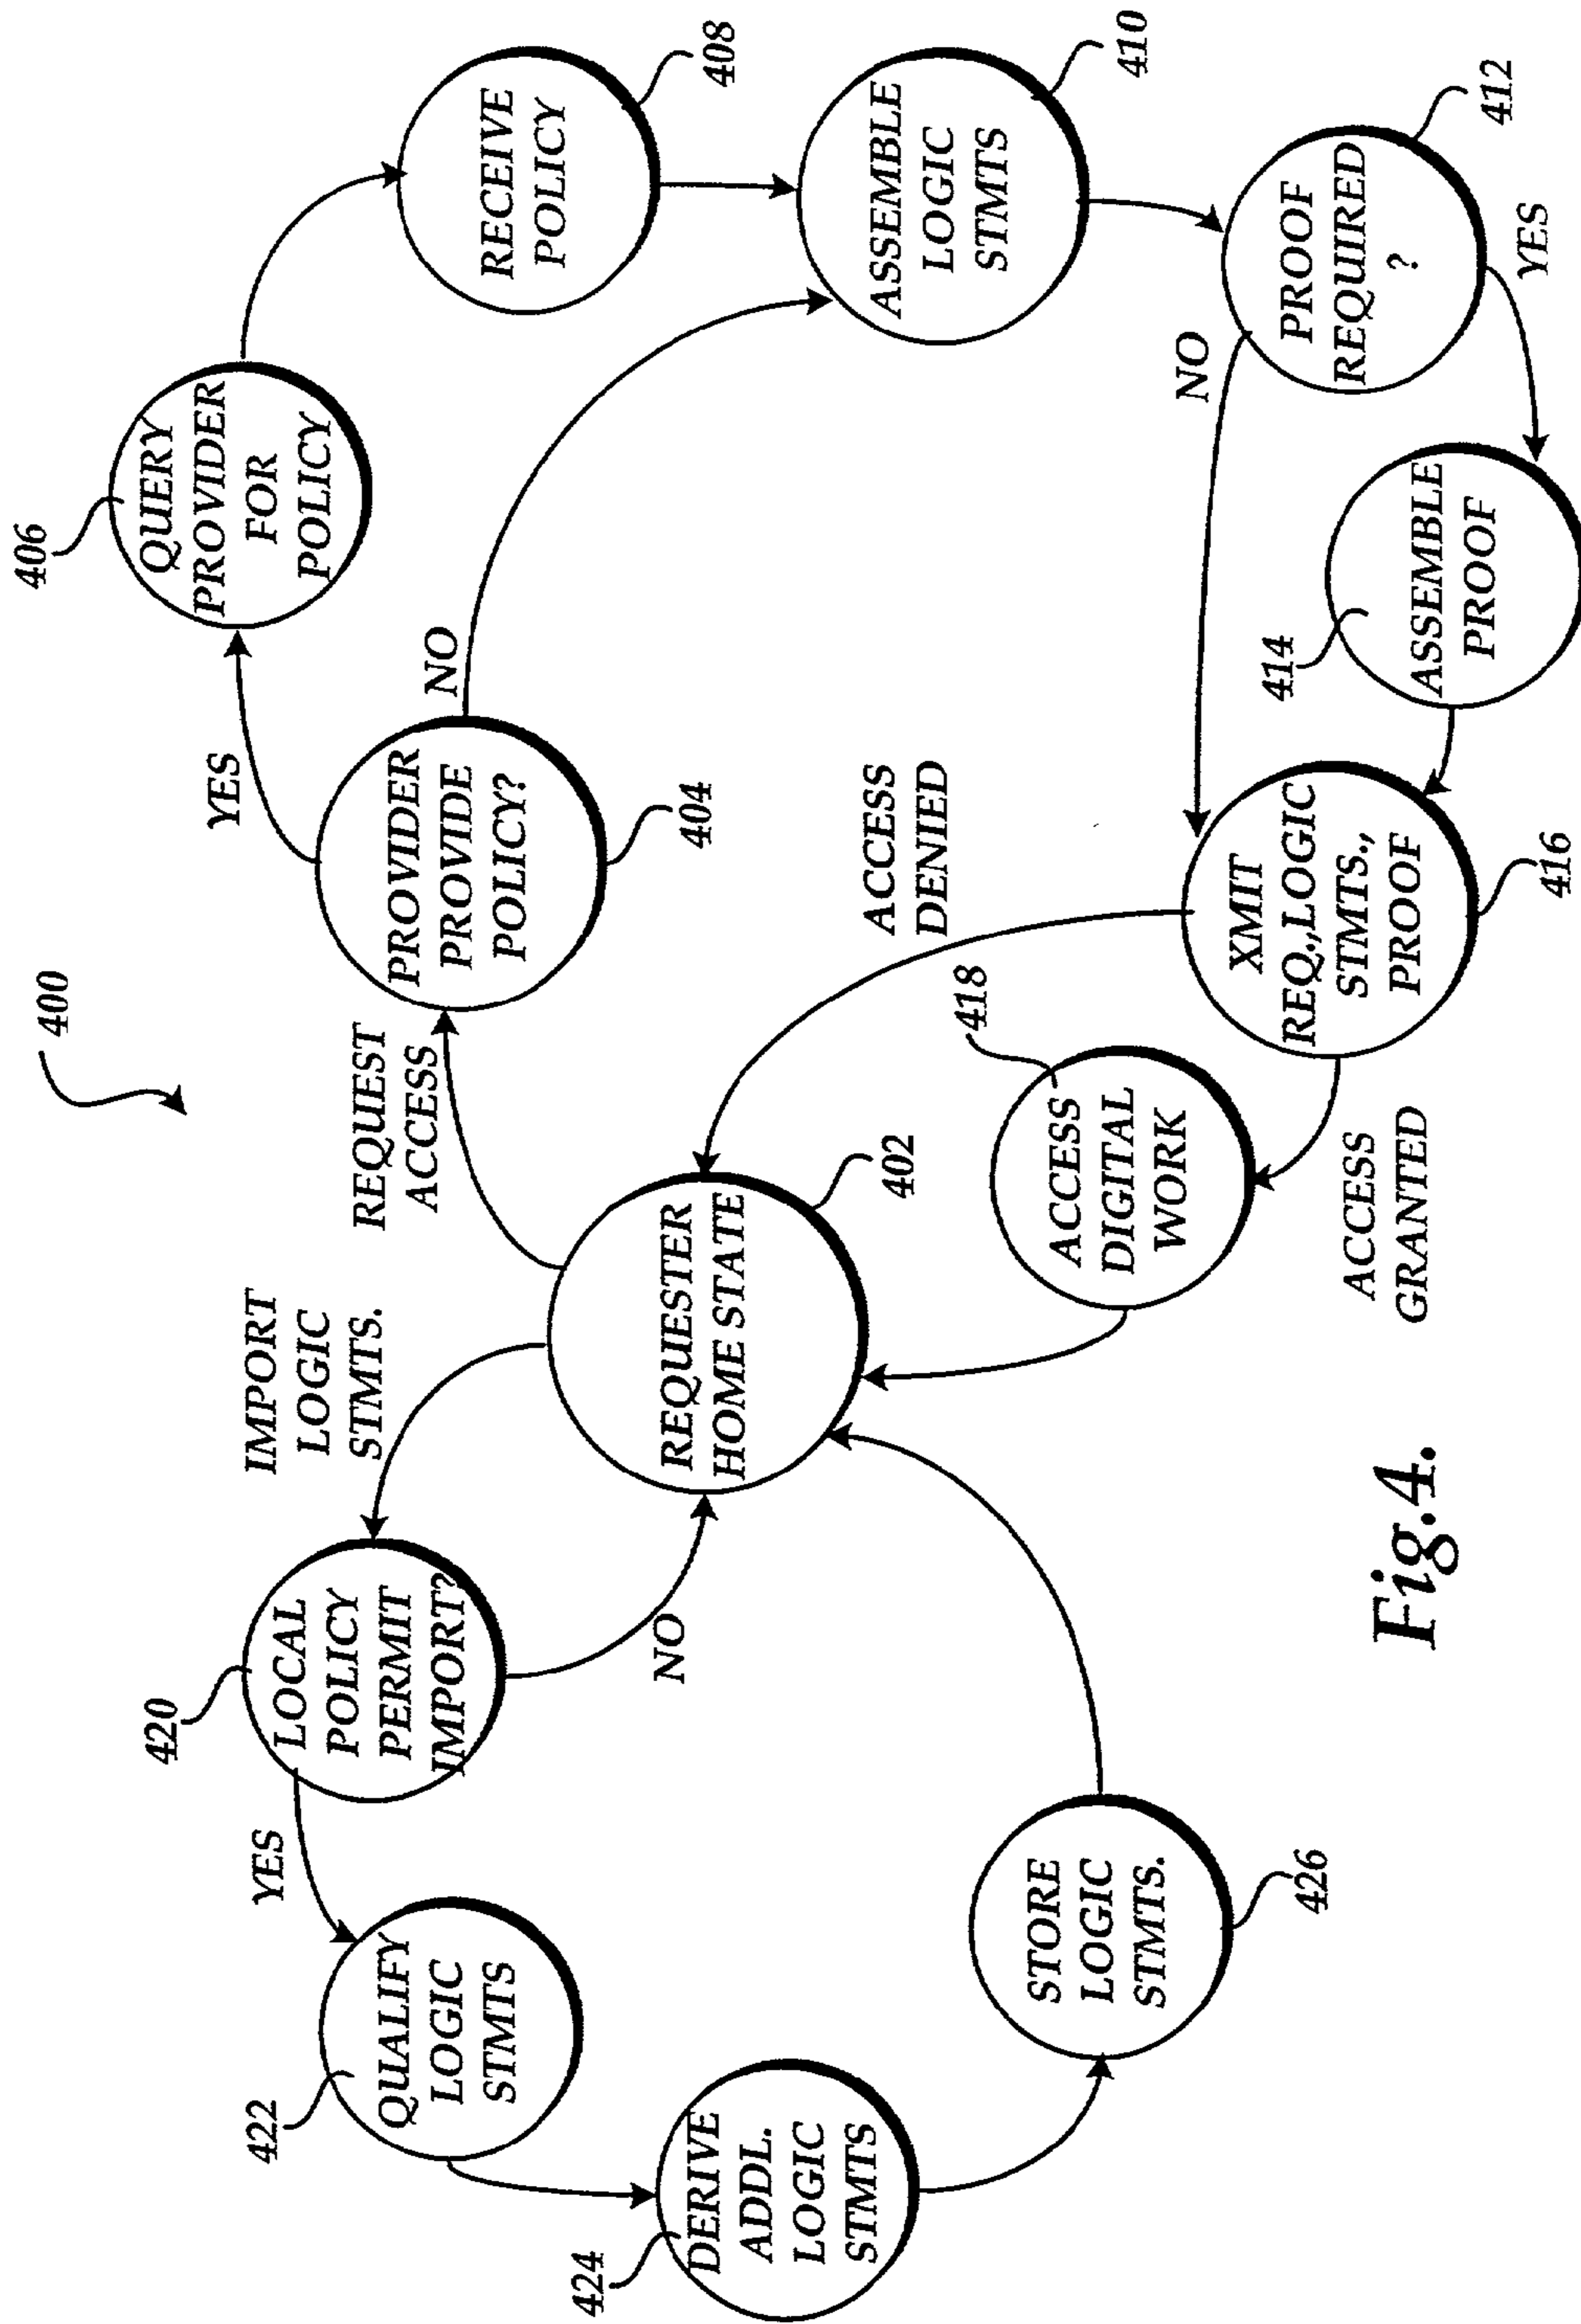 400
406
QUERY
PROVIDER
FOR
POLICY
YES
NO
RECEIVE
POLICY
408
REQUEST
ACCESS
PROVIDER
PROVIDE
POLICY?
404
ASSEMBLE
LOGIC
STMTS
410
IMPORT
LOGIC
STMTS.
420
LOCAL
POLICY
PERMIT
IMPORT?
YES
NO
422
QUALIFY
LOGIC
STMTS
424
DERIVE
ADDL.
LOGIC
STMTS
STORE
LOGIC
STMTS.
426
REQUESTER
HOME STATE
402
ACCESS
DENIED
418
ACCESS
DIGITAL
WORK
ACCESS
GRANTED
XMIT
REQ.,LOGIC
STMTS.,
PROOF
416
NO
PROOF
REQUIRED
?
412
YES
414
ASSEMBLE
PROOF
Fig.4.